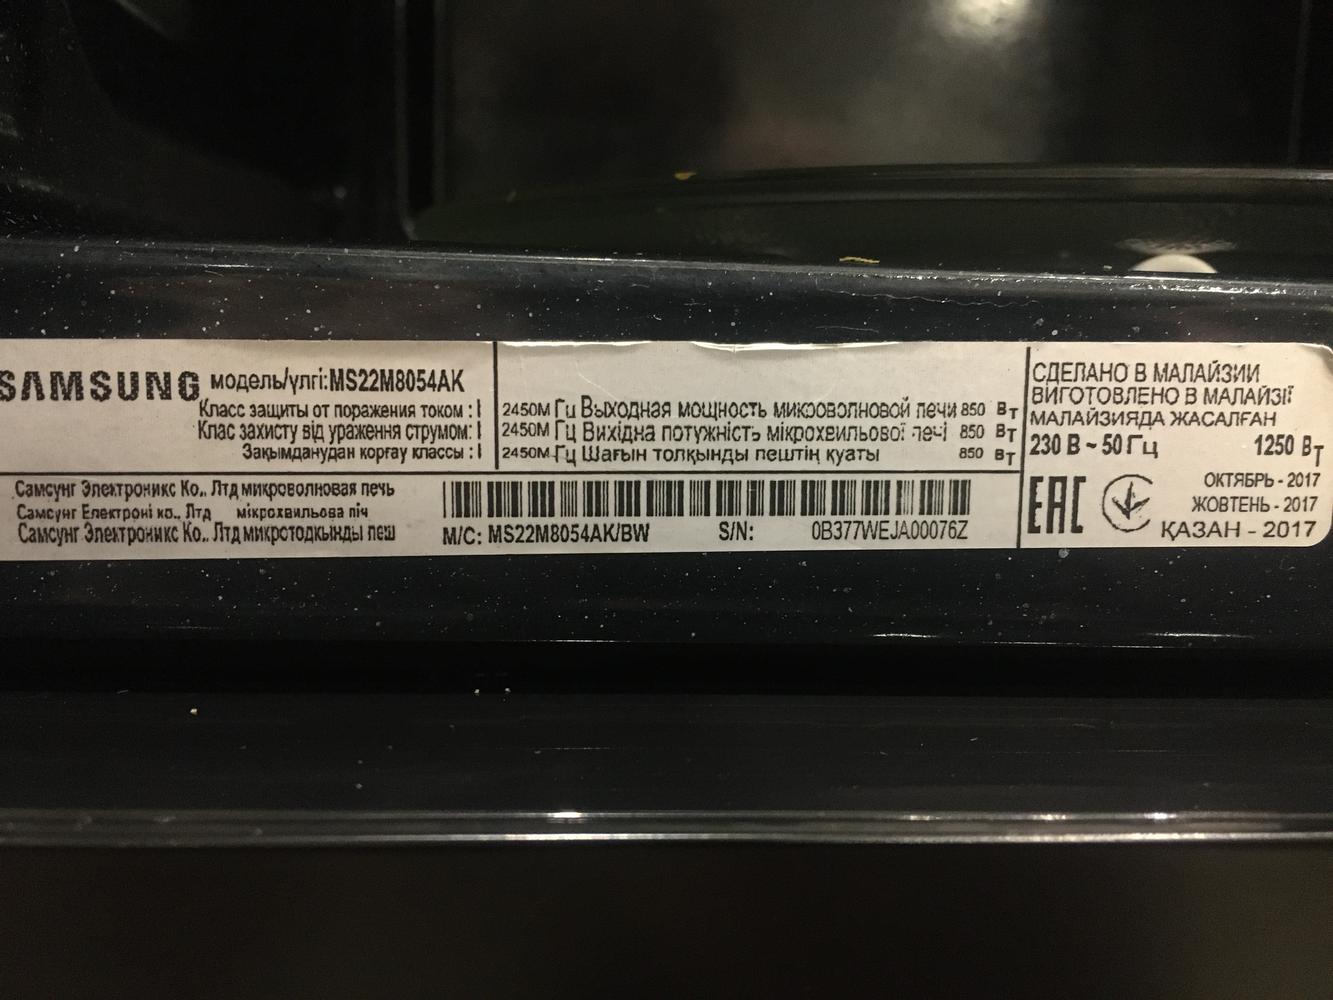 SAMSUNG модель/үлгі:MS22M8054AK
Класс защиты от поражения током : I
Клас захисту від ураження струмом: I
Зақымданудан корғау классы : I
2450М Гц Выходная мощность микроволновой печи 850 Вт
2450М Гц Вихідна потужність мікрохвильової печі 850 Вт
2450М Гц Шағын толқынды пештің қуаты 850 Вт
СДЕЛАНО В МАЛАЙЗИИ
ВИГОТОВЛЕНО В МАЛАЙЗІЇ
МАЛАЙЗИЯДА ЖАСАЛҒАН
230 В ~ 50 Гц 1250 Вт
Самсунг Электроникс Ко., Лтд микроволновая печь
Самсунг Електроні ко., Лтд мікрохвильова піч
Самсунг Электроникс Ко., Лтд микротодкынды пеш
M/C: MS22M8054AK/BW S/N: 0B377WEJA00076Z
EAC
ОКТЯБРЬ - 2017
ЖОВТЕНЬ - 2017
ҚАЗАН - 2017